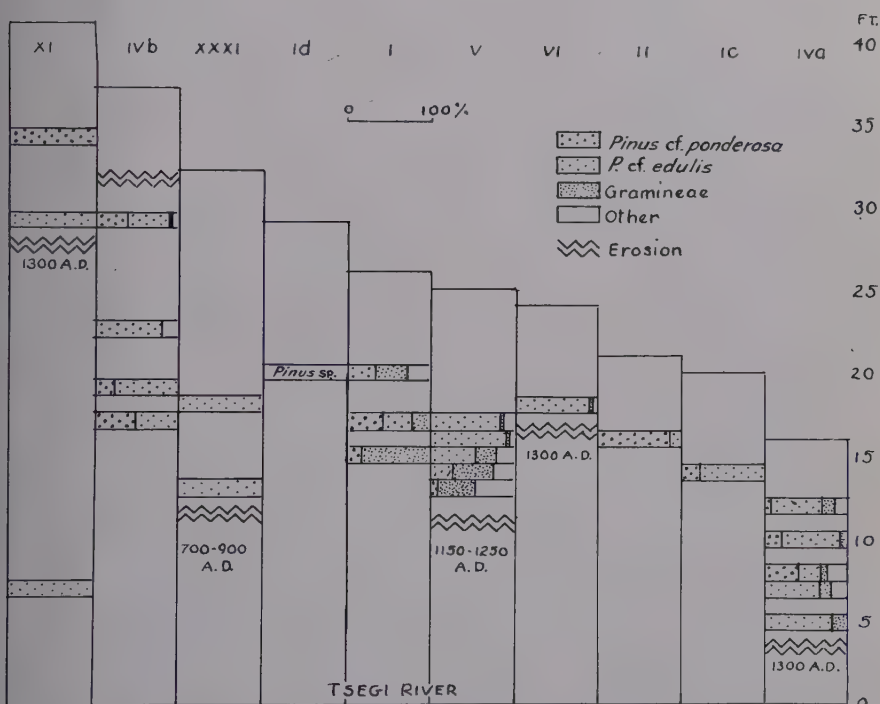 FT.
XI IVb XXXI Id I V VI II IC IVa 40
0 100%
35
Pinus cf. ponderosa
P. cf. edulis
Gramineae
30
Other
Erosion
1300 A.D.
25
Pinus sp.
20
1300 A.D.
15
700-900
A.D.
1150-1250
A.D.
10
5
1300 A.D.
TSEGI RIVER
0